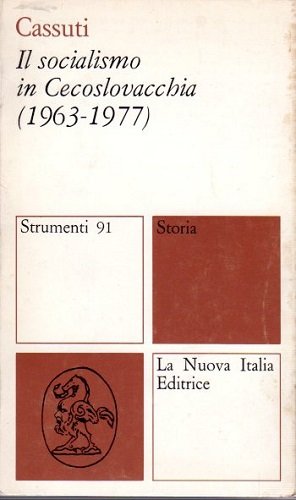 Cassuti
Il socialismo
in Cecoslovacchia
(1963-1977)
Strumenti 91
Storia
La Nuova Italia
Editrice